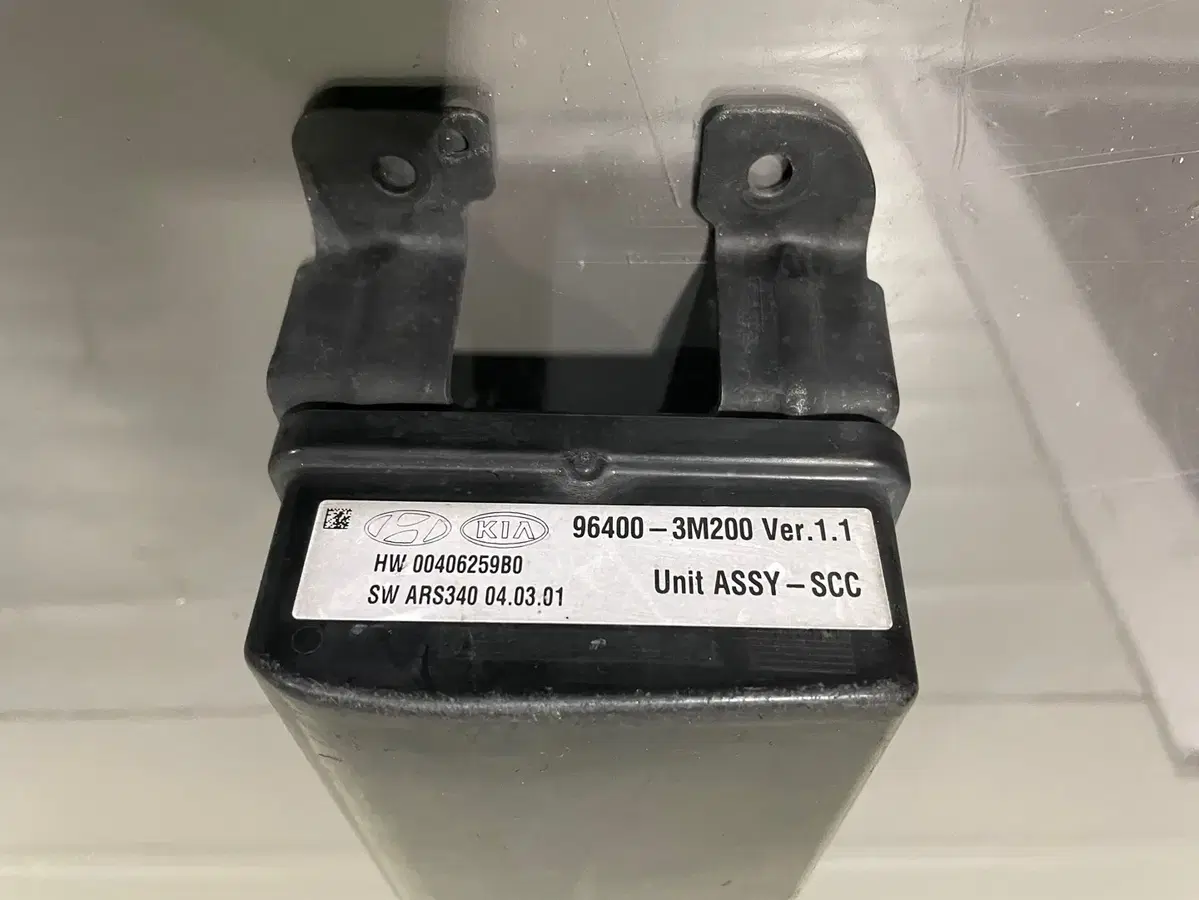 KIA 96400-3M200 Ver.1.1
HW 00406259B0
Unit ASSY-SCC
SW ARS340 04.03.01